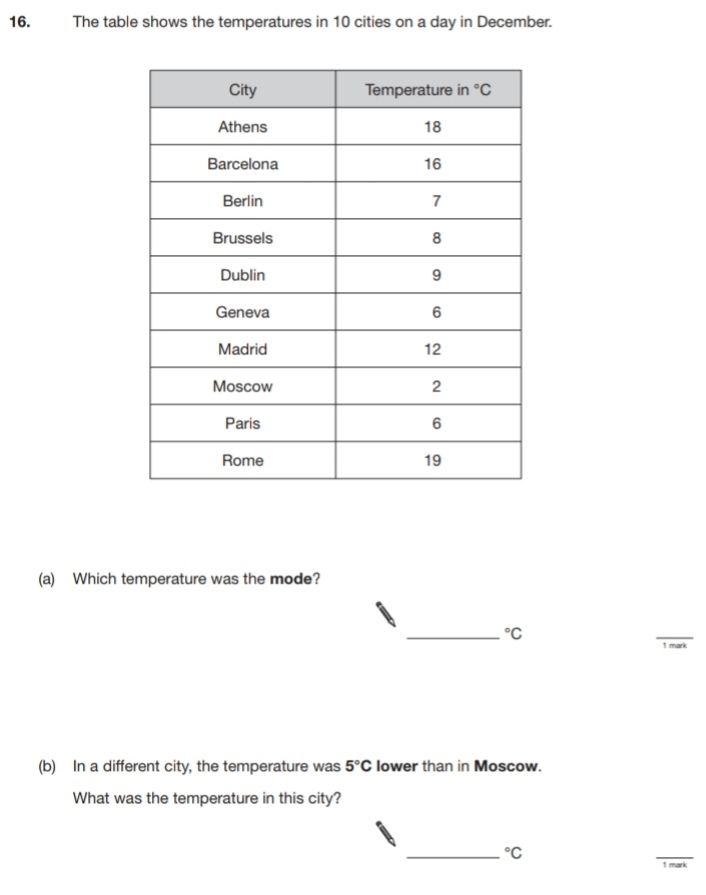 16. The table shows the temperatures in 10 cities on a day in December.
City Temperature in °C
Athens 18
Barcelona 16
Berlin 7
Brussels 8
Dublin 9
Geneva 6
Madrid 12
Moscow 2
Paris 6
Rome 19
(a) Which temperature was the mode?
°C
1 mark
(b) In a different city, the temperature was 5°C lower than in Moscow.
What was the temperature in this city?
°C
1 mark